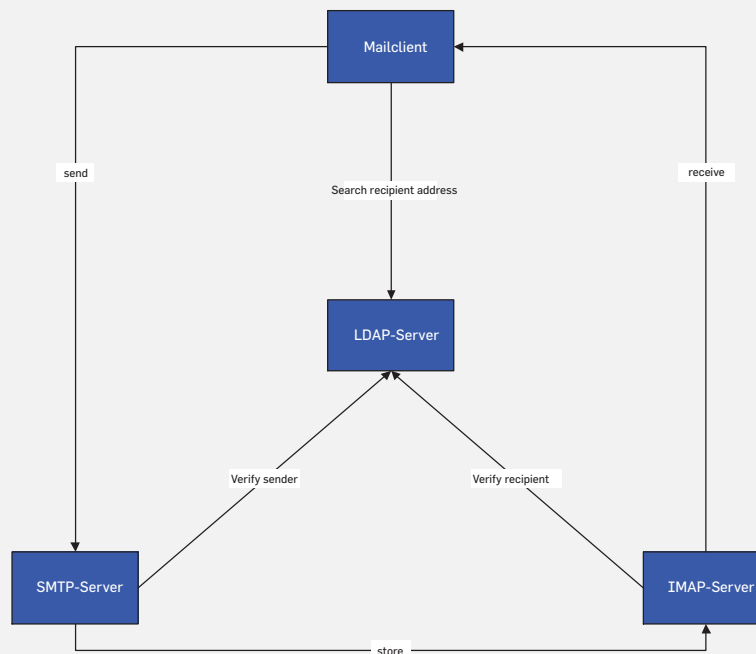 Mailclient
send
receive
Search recipient address
LDAP-Server
Verify sender
Verify recipient
SMTP-Server
IMAP-Server
store